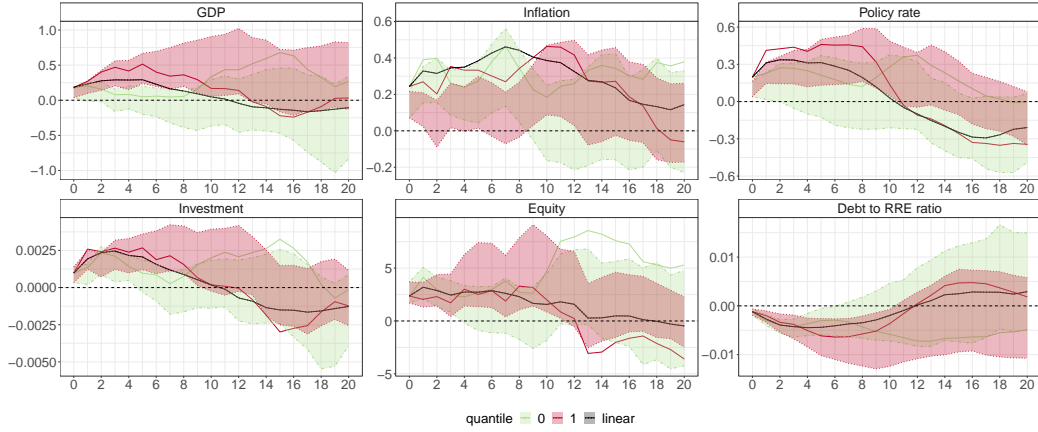 GDP
1.0
0.5
0.0
−0.5
−1.0
0 2 4 6 8 10 12 14 16 18 20
Inflation
0.6
0.4
0.2
0.0
−0.2
0 2 4 6 8 10 12 14 16 18 20
Policy rate
0.6
0.3
0.0
−0.3
−0.6
0 2 4 6 8 10 12 14 16 18 20
Investment
0.0025
0.0000
−0.0025
−0.0050
0 2 4 6 8 10 12 14 16 18 20
Equity
5
0
−5
0 2 4 6 8 10 12 14 16 18 20
Debt to RRE ratio
0.01
0.00
−0.01
0 2 4 6 8 10 12 14 16 18 20
quantile 0 1 linear